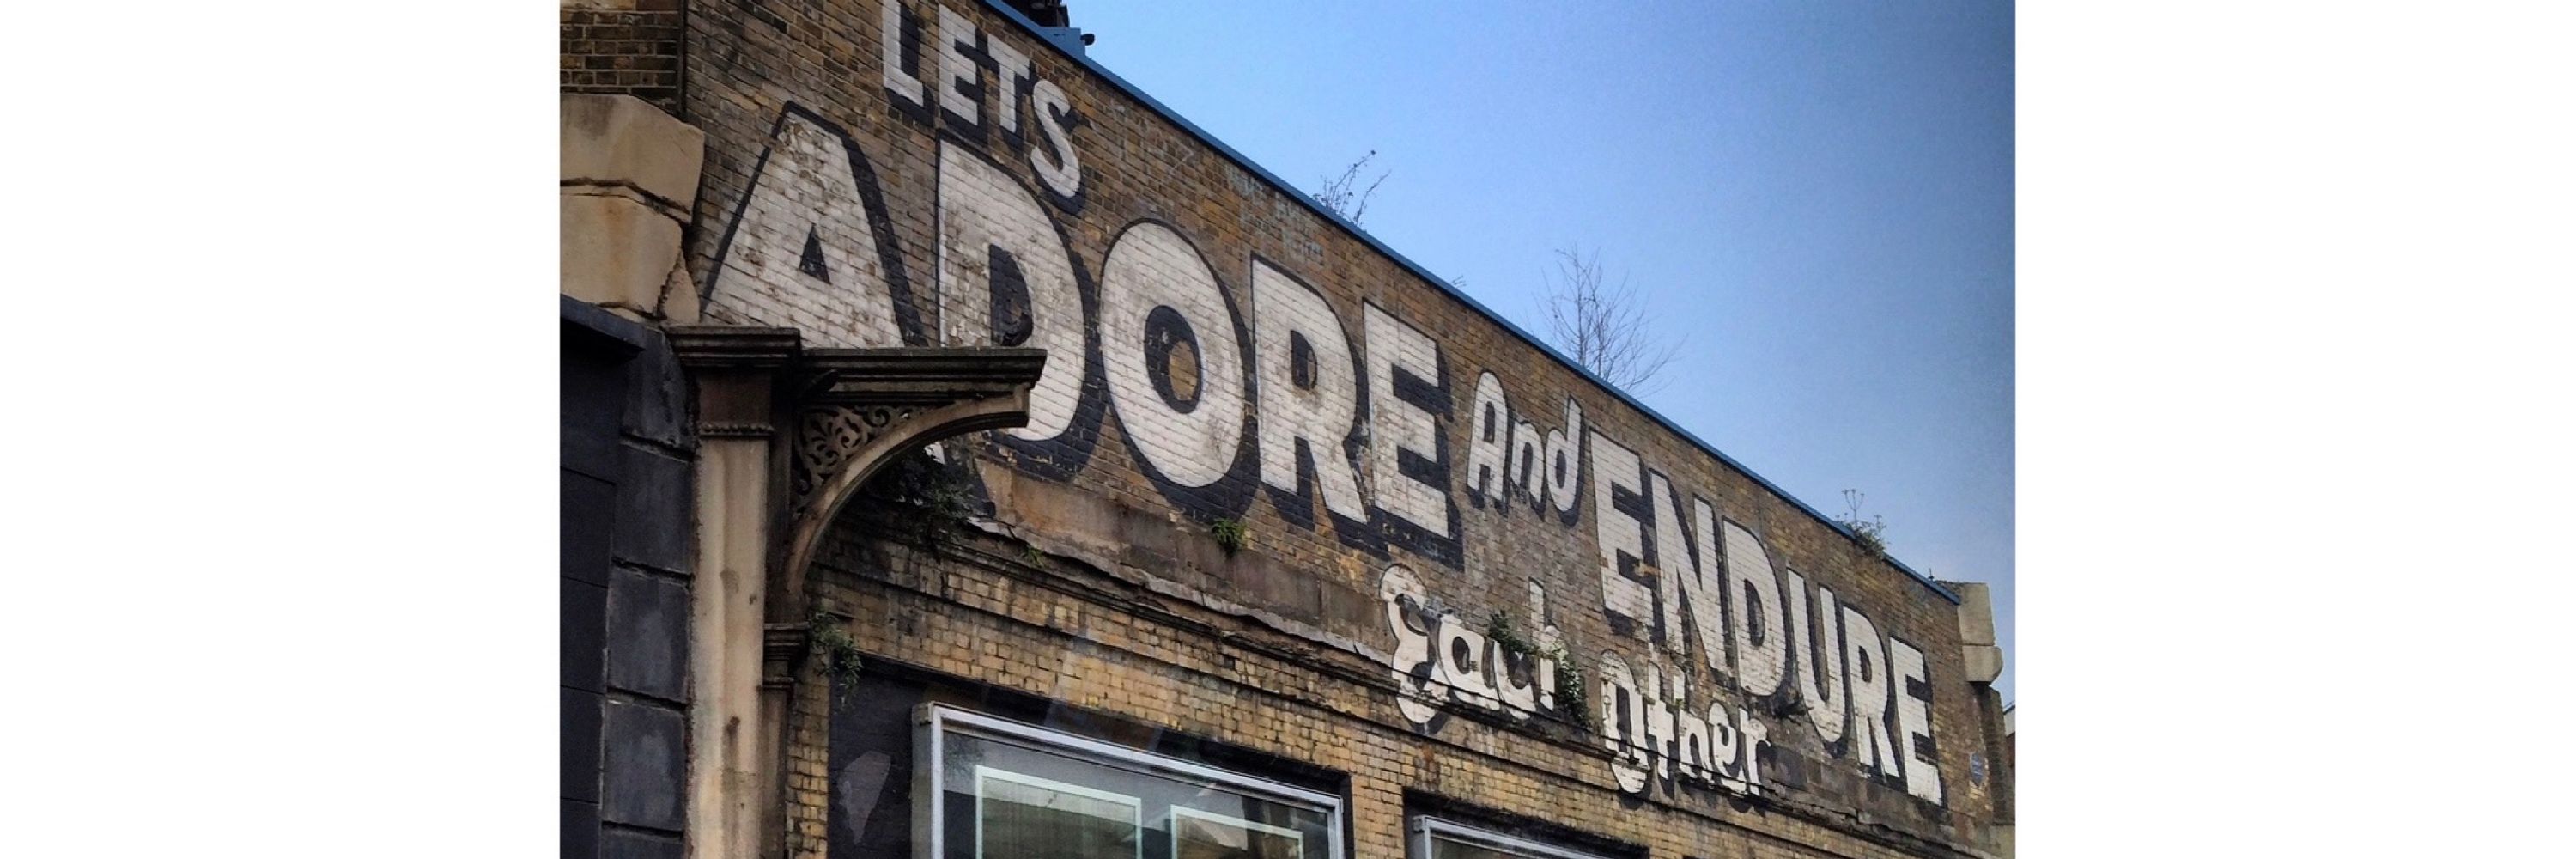 LETS
ADORE And ENDURE
Each Other